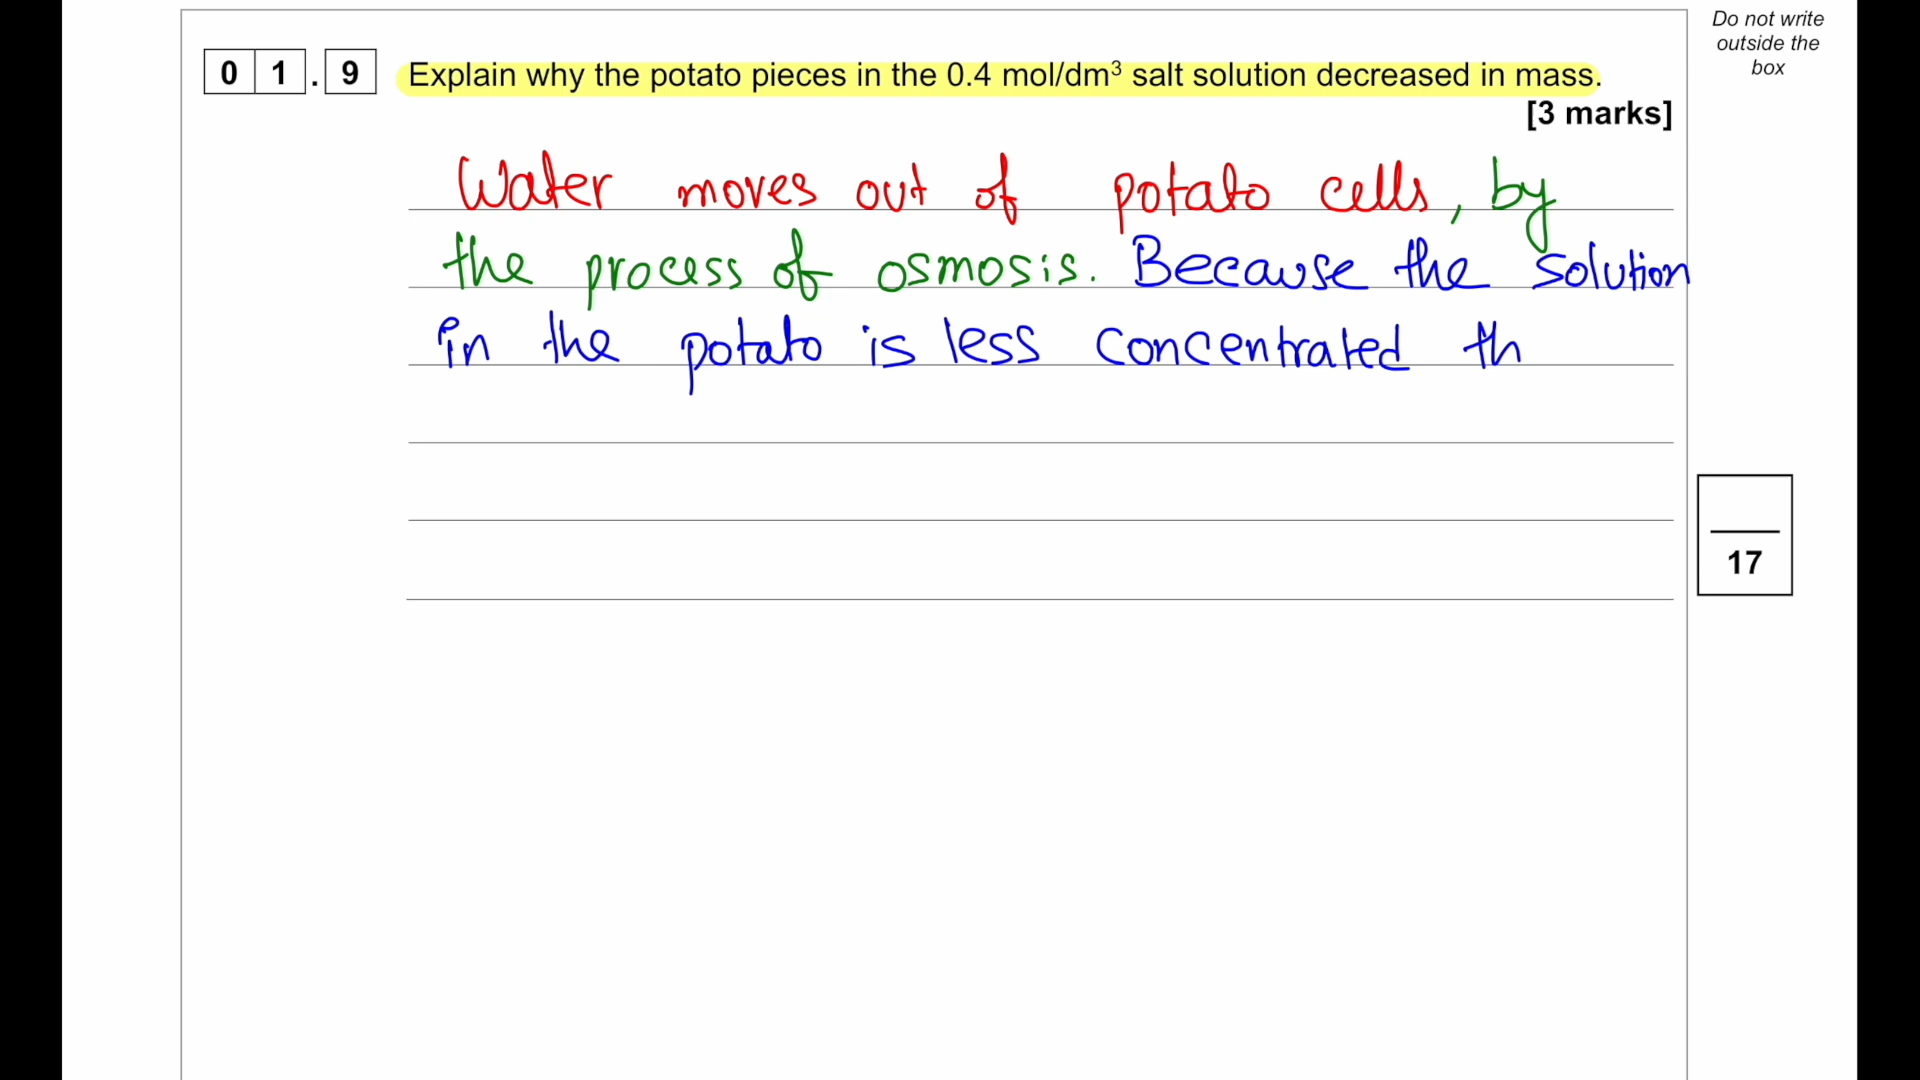 Do not write
outside the
box
0 1 . 9 Explain why the potato pieces in the 0.4 mol/dm³ salt solution decreased in mass.
[3 marks]
Water moves out of potato cells, by
the process of osmosis. Because the solution
in the potato is less concentrated th
17